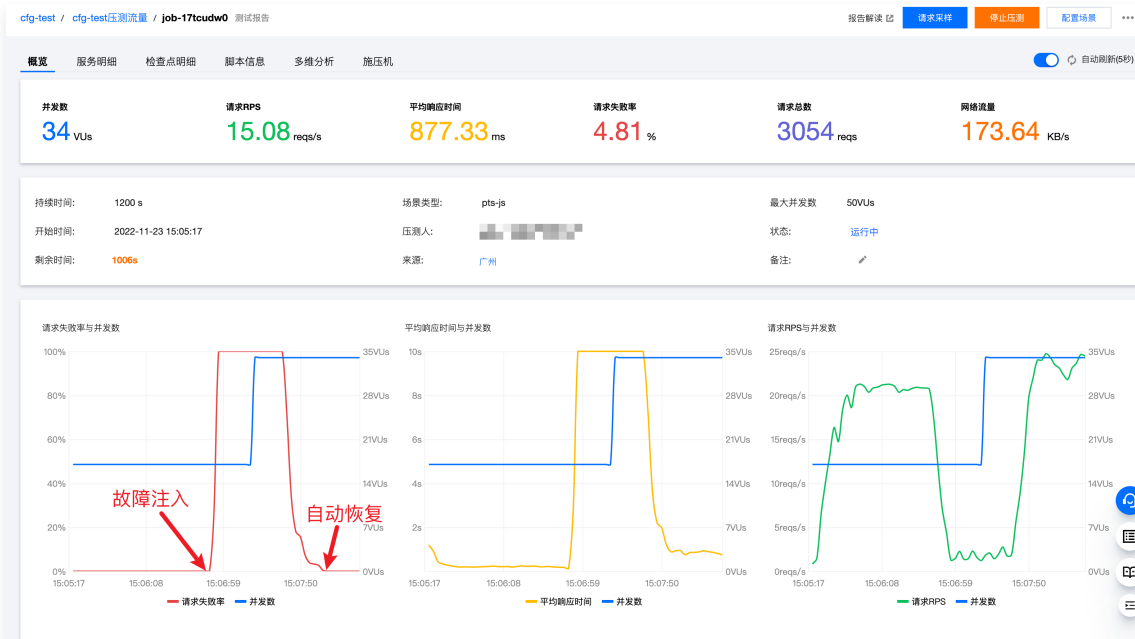 cfg-test / cfg-test压测流量 / job-17tcudw0 测试报告
报告解读 请求采样 停止压测 配置场景 ...
概览 服务明细 检查点明细 脚本信息 多维分析 施压机
自动刷新(5秒)
并发数 请求RPS 平均响应时间 请求失败率 请求总数 网络流量
34 VUs 15.08 reqs/s 877.33 ms 4.81 % 3054 reqs 173.64 KB/s
持续时间: 1200 s 场景类型: pts-js 最大并发数 50VUs
开始时间: 2022-11-23 15:05:17 压测人: 状态: 运行中
剩余时间: 1006s 来源: 广州 备注:
请求失败率与并发数
100% 35VUs
80% 28VUs
60% 21VUs
40% 14VUs
故障注入
自动恢复
20% 7VUs
0% 0VUs
15:05:17 15:06:08 15:06:59 15:07:50
请求失败率 并发数
平均响应时间与并发数
10s 35VUs
8s 28VUs
6s 21VUs
4s 14VUs
2s 7VUs
0VUs
15:05:17 15:06:08 15:06:59 15:07:50
平均响应时间 并发数
请求RPS与并发数
25reqs/s 35VUs
20reqs/s 28VUs
15reqs/s 21VUs
10reqs/s 14VUs
5reqs/s 7VUs
0reqs/s 0VUs
15:05:17 15:06:08 15:06:59 15:07:50
请求RPS 并发数